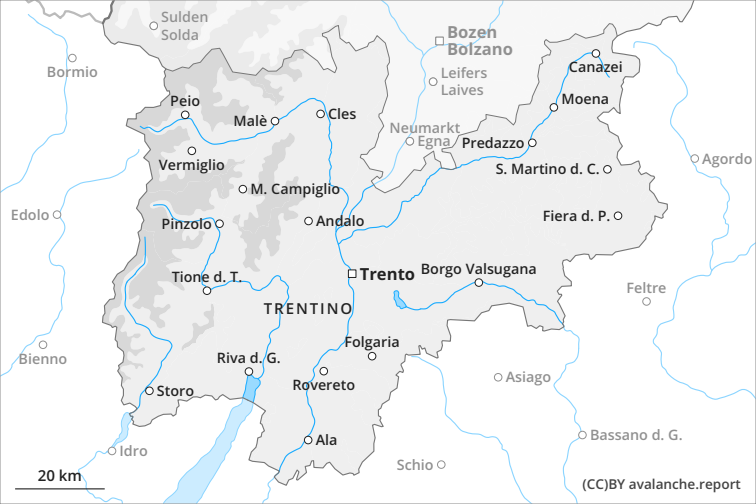 Sulden
Solda
Bozen
Bolzano
Canazei
Bormio
Leifers
Laives
Peio
Moena
Malè
Cles
Neumarkt
Egna
Predazzo
Vermiglio
Agordo
S. Martino d. C.
M. Campiglio
Edolo
Pinzolo
Andalo
Fiera d. P.
Tione d. T.
Trento
Borgo Valsugana
Feltre
TRENTINO
Folgaria
Bienno
Riva d. G.
Rovereto
Asiago
Storo
Ala
Bassano d. G.
Idro
Schio
20 km
(CC)BY avalanche.report